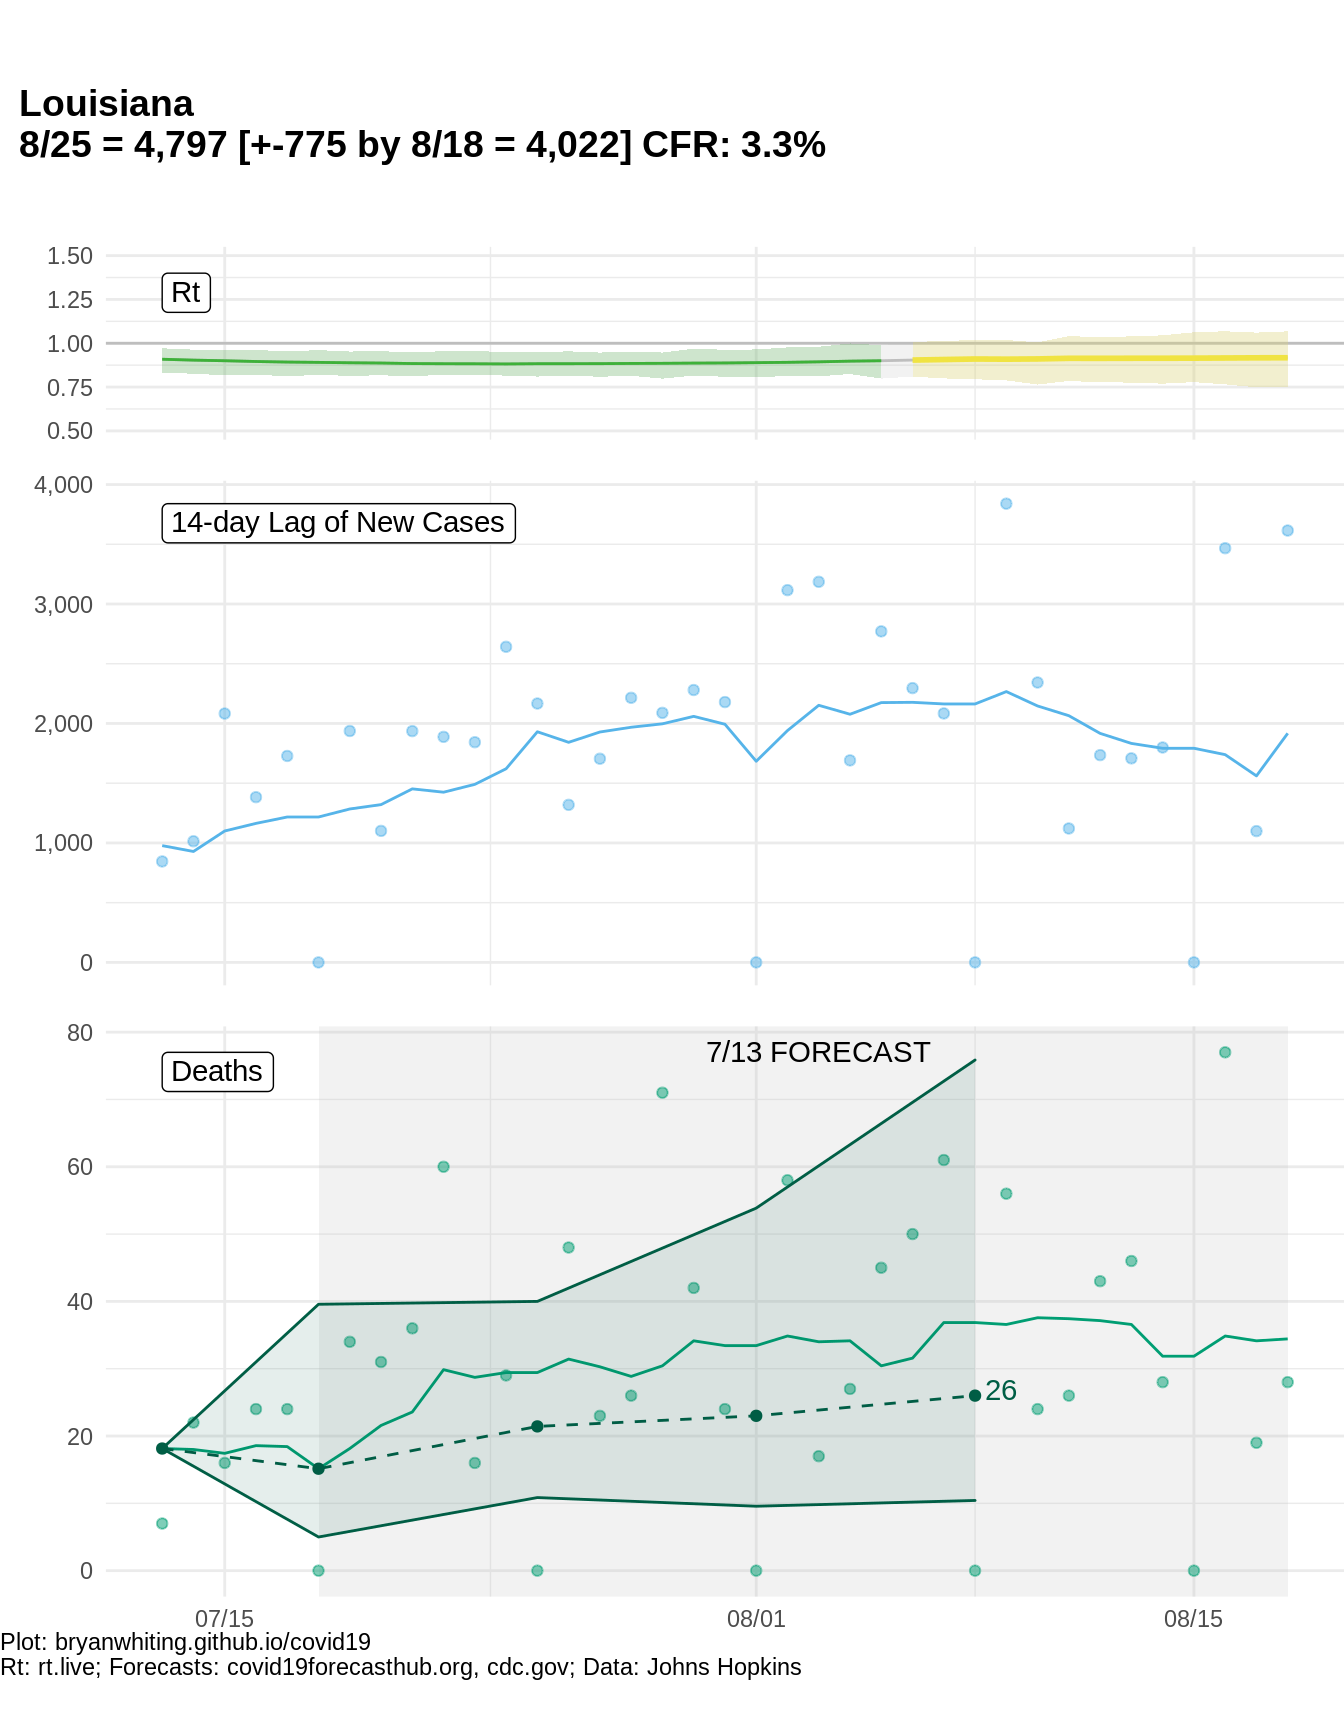 Louisiana
8/25 = 4,797 [+-775 by 8/18 = 4,022] CFR: 3.3%
1.50
Rt
1.25
1.00
0.75
0.50
4,000
14-day Lag of New Cases
3,000
2,000
1,000
0
80
7/13 FORECAST
Deaths
60
40
26
20
0
07/15 08/01 08/15
Plot: bryanwhiting.github.io/covid19
Rt: rt.live; Forecasts: covid19forecasthub.org, cdc.gov; Data: Johns Hopkins